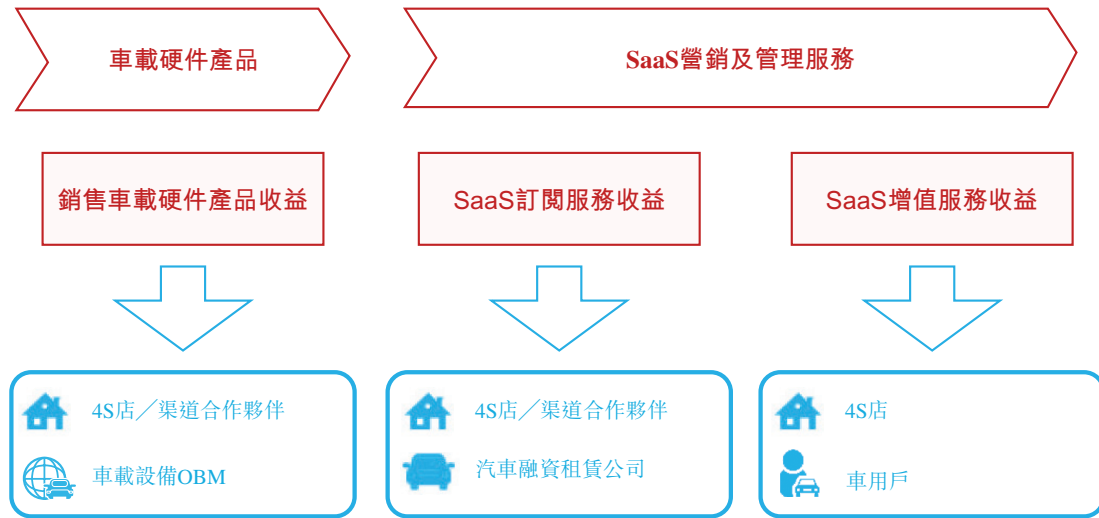 車載硬件產品
SaaS營銷及管理服務
銷售車載硬件產品收益
SaaS訂閱服務收益
SaaS增值服務收益
4S店／渠道合作夥伴
車載設備OBM
4S店／渠道合作夥伴
汽車融資租賃公司
4S店
車用戶